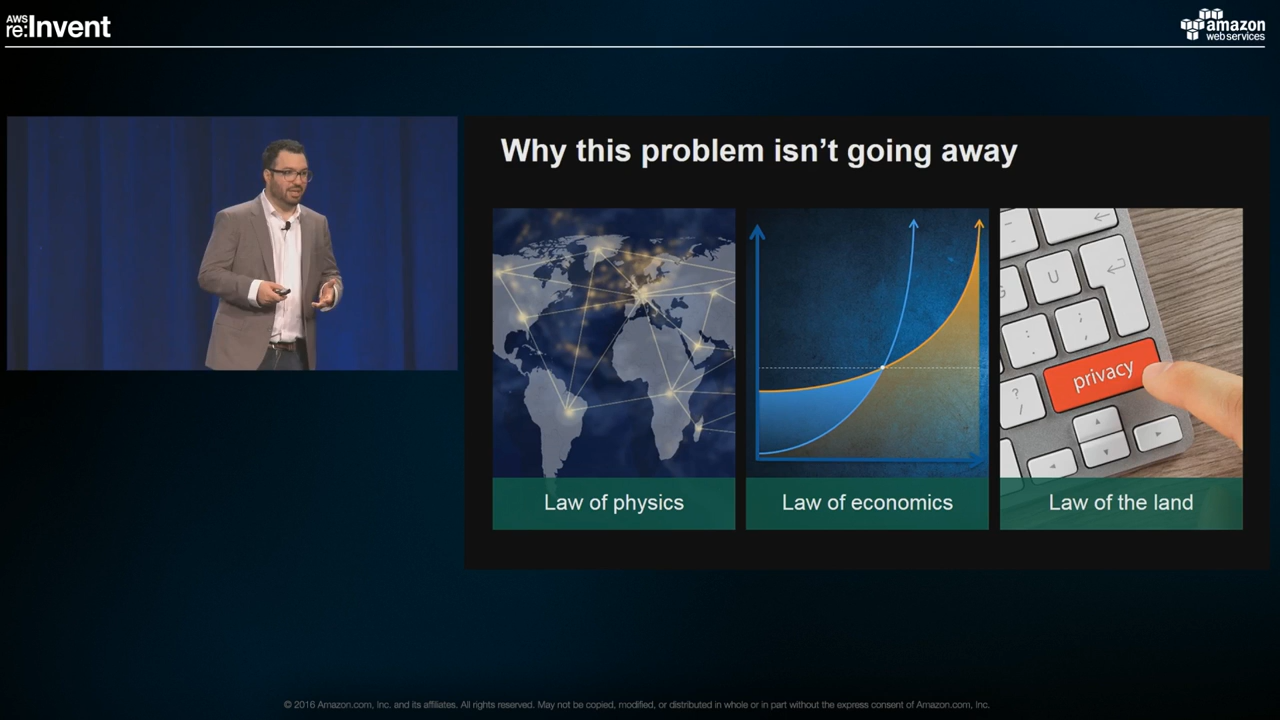 AWS
re:Invent
amazon
web services
Why this problem isn't going away
U
privacy
?
/
Law of physics
Law of economics
Law of the land
© 2016 Amazon.com, Inc. and its affiliates. All rights reserved. May not be copied, modified, or distributed in whole or in part without the express consent of Amazon.com, Inc.